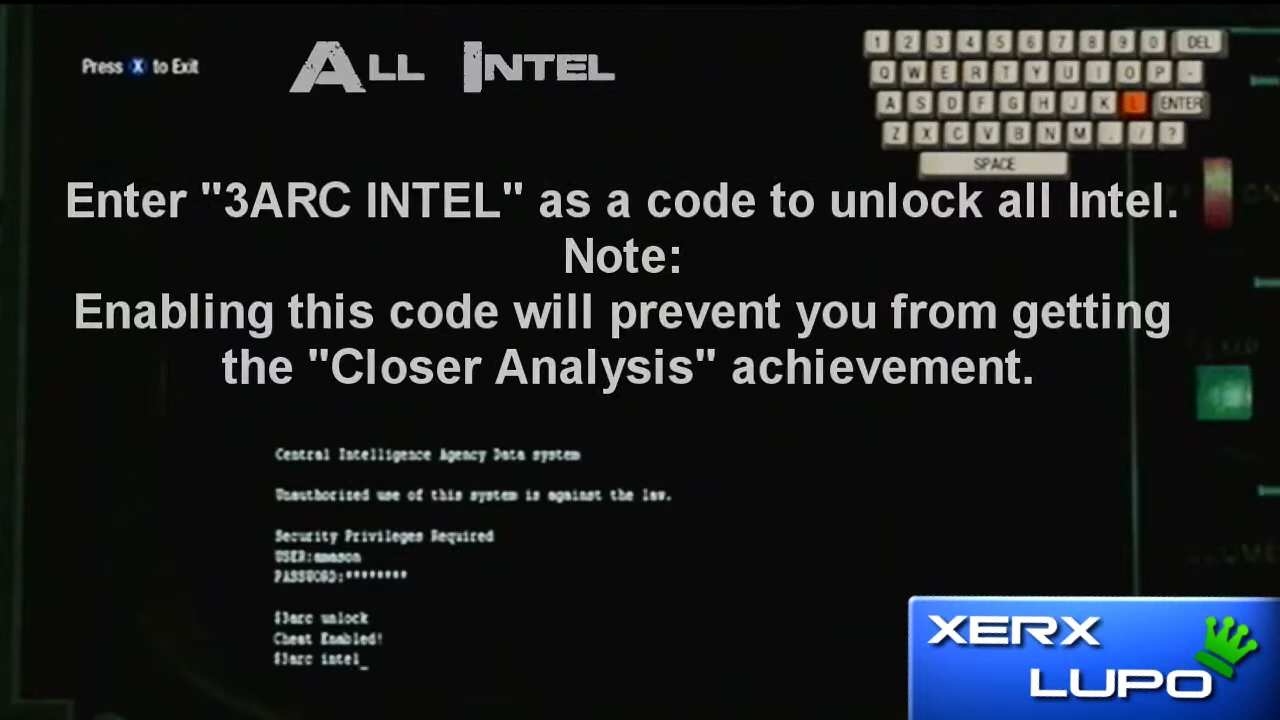 Press X to Exit
All Intel
1 2 3 4 5 6 7 8 9 0 DEL
Q W E R T Y U I O P -
A S D F G H J K L ENTER
Z X C V B N M . / ?
SPACE
Enter "3ARC INTEL" as a code to unlock all Intel.
Note:
Enabling this code will prevent you from getting
the "Closer Analysis" achievement.
Central Intelligence Agency Data system
Unauthorized use of this system is against the law.
Security Privileges Required
USER:amason
PASSWORD:********
$3arc unlock
Cheat Enabled!
$3arc intel_
XERX
LUPO